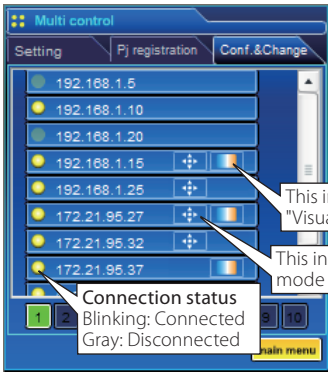 Multi control
Setting Pj registration Conf.&Change
192.168.1.5
192.168.1.10
192.168.1.20
192.168.1.15
192.168.1.25
172.21.95.27
172.21.95.32
172.21.95.37
This
"Visua
This in
mode
Connection status
Blinking: Connected
Gray: Disconnected
1 2 9 10
main menu